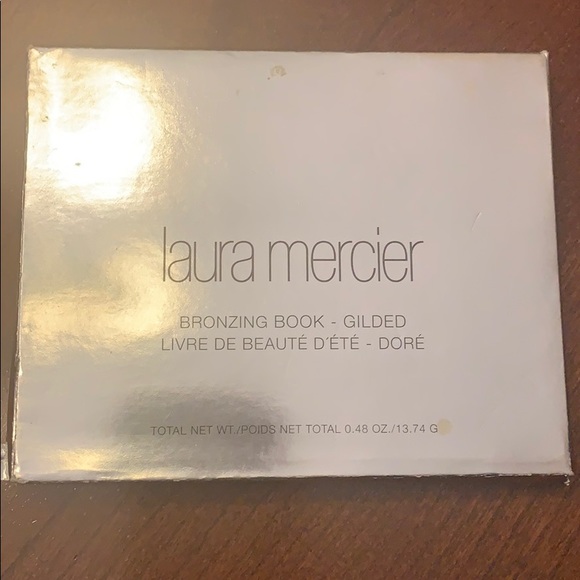 laura mercier
BRONZING BOOK - GILDED
LIVRE DE BEAUTÉ D'ÉTÉ - DORÉ
TOTAL NET WT./POIDS NET TOTAL 0.48 OZ./13.74 G